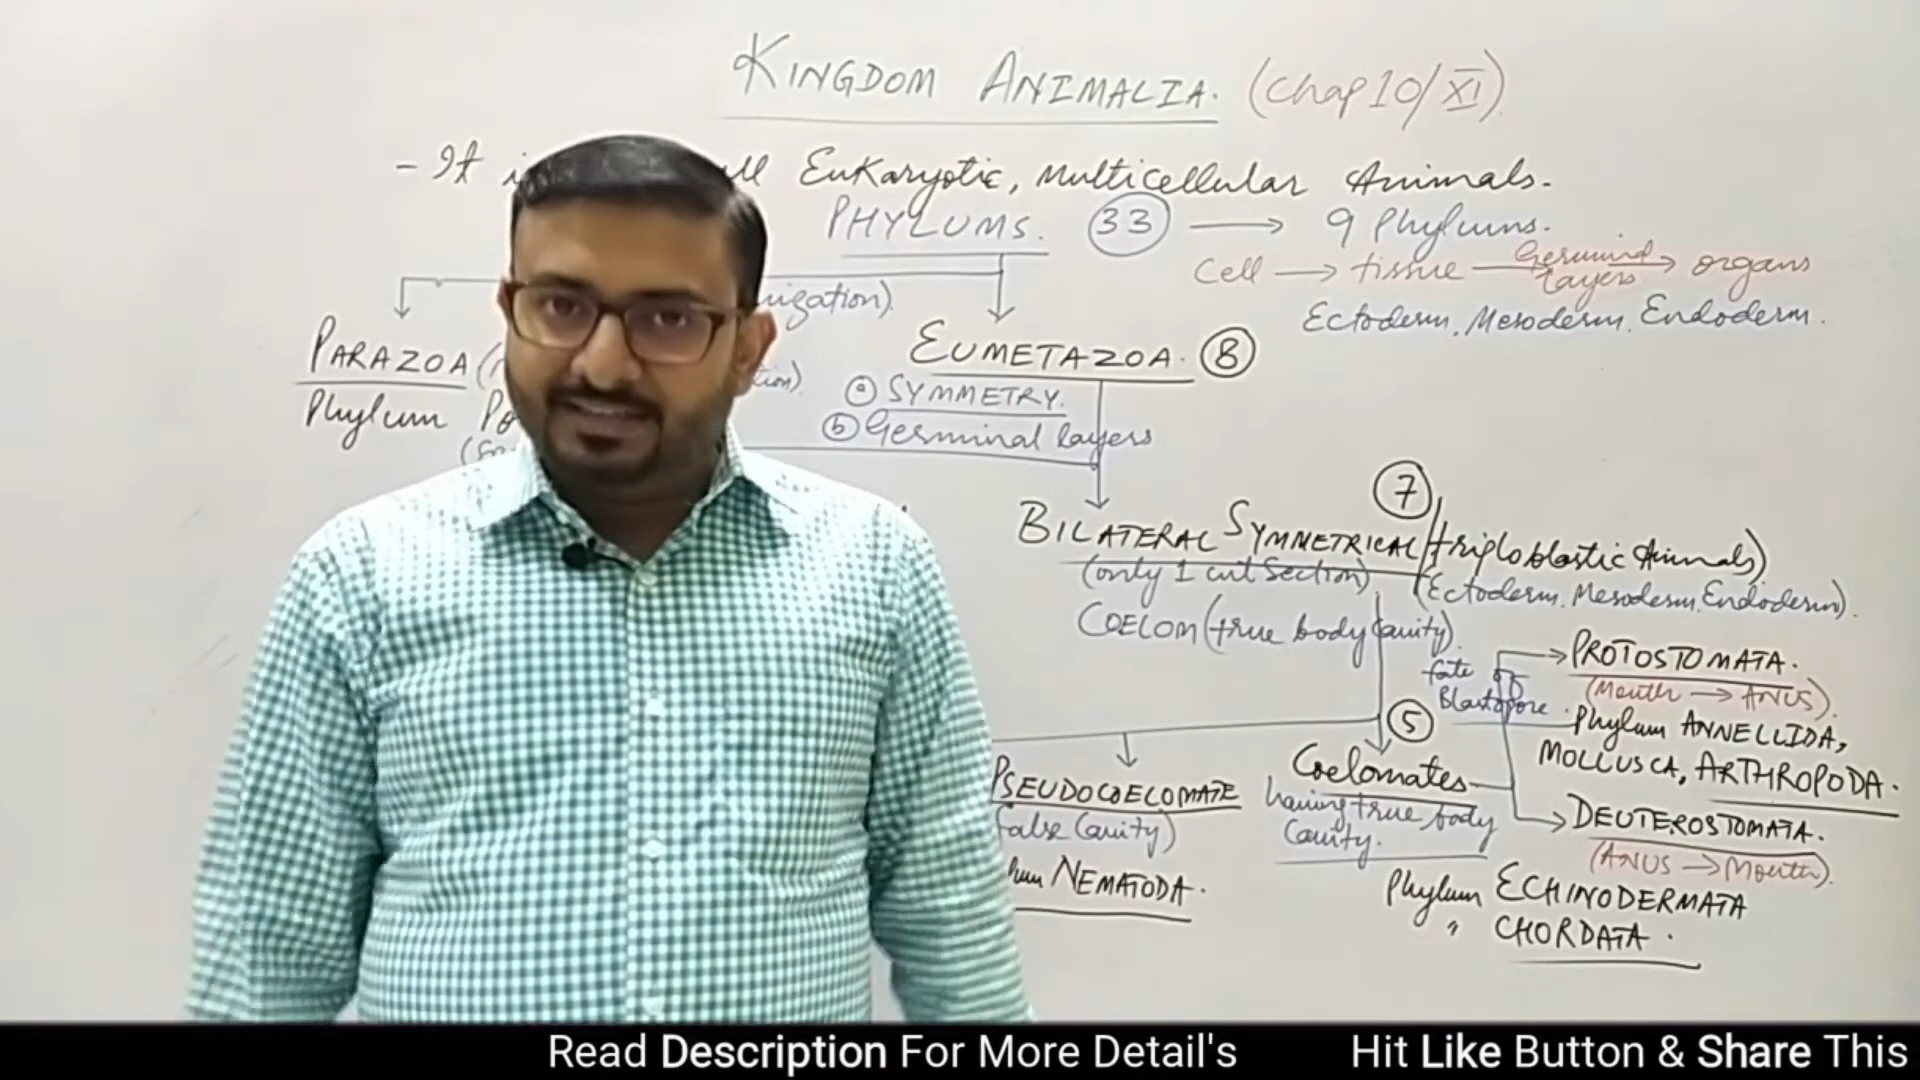 KINGDOM ANIMALIA. (Chap 10/XI)
- It i ll Eukaryotic, Multicellular Animals.
PHYLUMS. 33 → 9 Phylums.
Cell → tissue → Germinal layers → organs
nization).
Ectoderm, Mesoderm, Endoderm.
PARAZOA (
EUMETAZOA. 8
tion).
ⓐ SYMMETRY.
Phylum Po
ⓑ Germinal layers
7
BILATERAL SYMMETRICAL/triploblastic Animals)
(only 1 cut Section) (Ectoderm, Mesoderm, Endoderm).
COELOM (true body Cavity).
fate of Blastopore
→ PROTOSTOMATA.
(Mouth → ANUS).
Phylum ANNELLIDA,
MOLLUSCA, ARTHROPODA.
5
PSEUDOCOELOMATE
(false Cavity)
lum NEMATODA.
Coelomates
having true body
Cavity.
→ DEUTEROSTOMATA.
(ANUS → Mouth).
Phylum ECHINODERMATA
" CHORDATA.
Read Description For More Detail's Hit Like Button & Share This